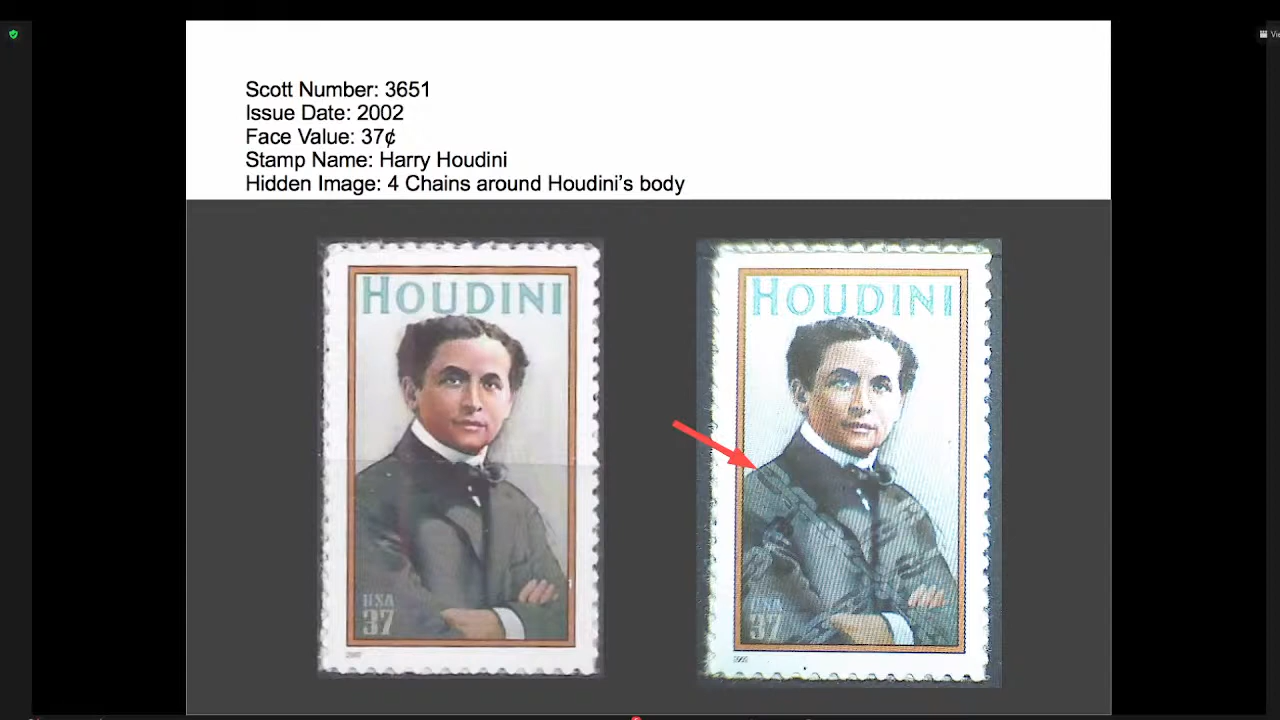 Scott Number: 3651
Issue Date: 2002
Face Value: 37¢
Stamp Name: Harry Houdini
Hidden Image: 4 Chains around Houdini’s body
HOUDINI
USA
37
2002
HOUDINI
USA
37